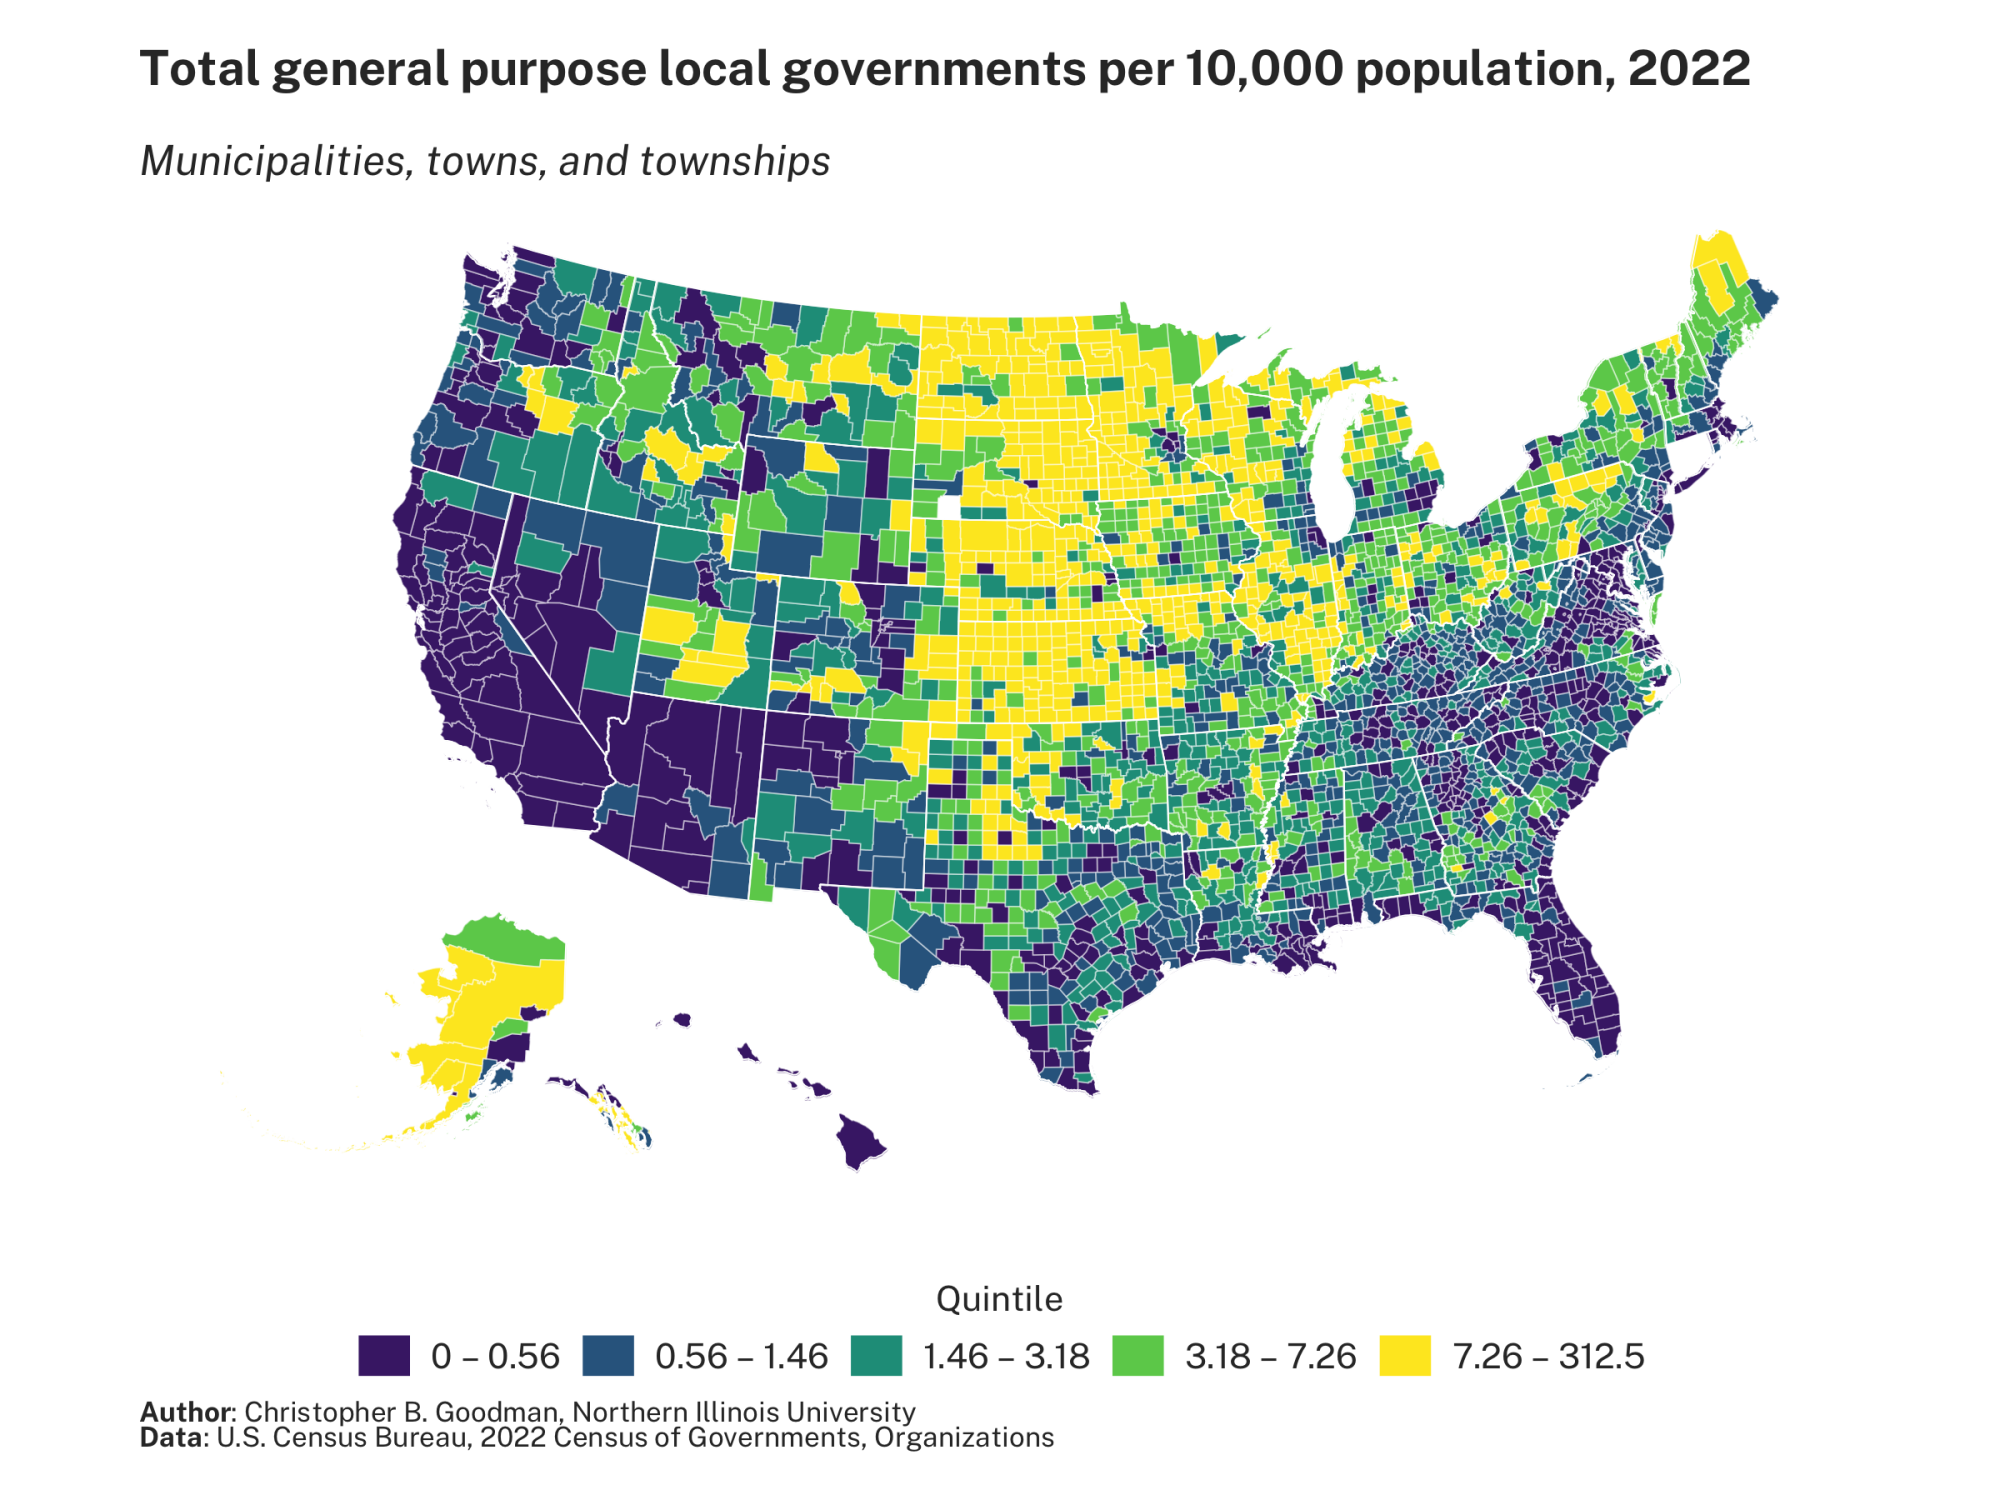 Total general purpose local governments per 10,000 population, 2022
Municipalities, towns, and townships
Quintile
0 – 0.56 0.56 – 1.46 1.46 – 3.18 3.18 – 7.26 7.26 – 312.5
Author: Christopher B. Goodman, Northern Illinois University
Data: U.S. Census Bureau, 2022 Census of Governments, Organizations